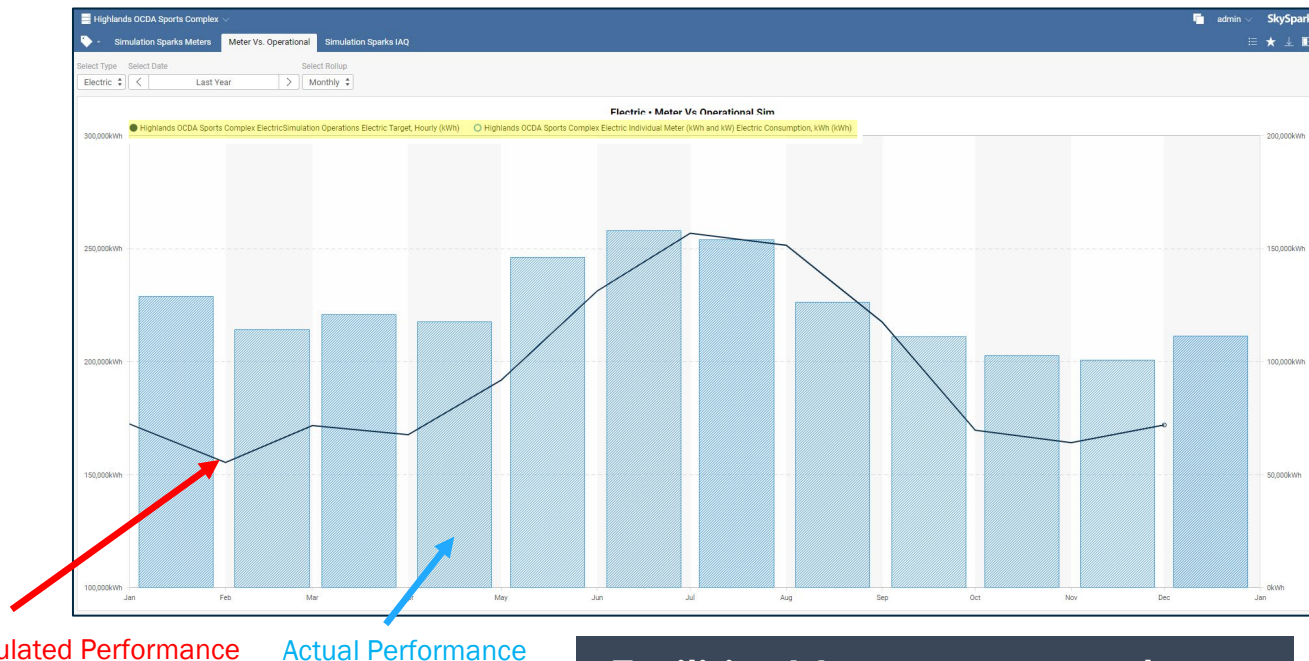 Highlands OCDA Sports Complex
admin
SkySpark
Simulation Sparks Meters
Meter Vs. Operational
Simulation Sparks IAQ
Select Type
Select Date
Select Rollup
Electric
Last Year
Monthly
Electric • Meter Vs Operational Sim
Highlands OCDA Sports Complex ElectricSimulation Operations Electric Target, Hourly (kWh)
Highlands OCDA Sports Complex Electric Individual Meter (kWh and kW) Electric Consumption, kWh (kWh)
300,000kWh
200,000kWh
250,000kWh
150,000kWh
200,000kWh
100,000kWh
150,000kWh
50,000kWh
100,000kWh
0kWh
Jan Feb Mar May Jun Jul Aug Sep Oct Nov Dec Jan
ulated Performance
Actual Performance